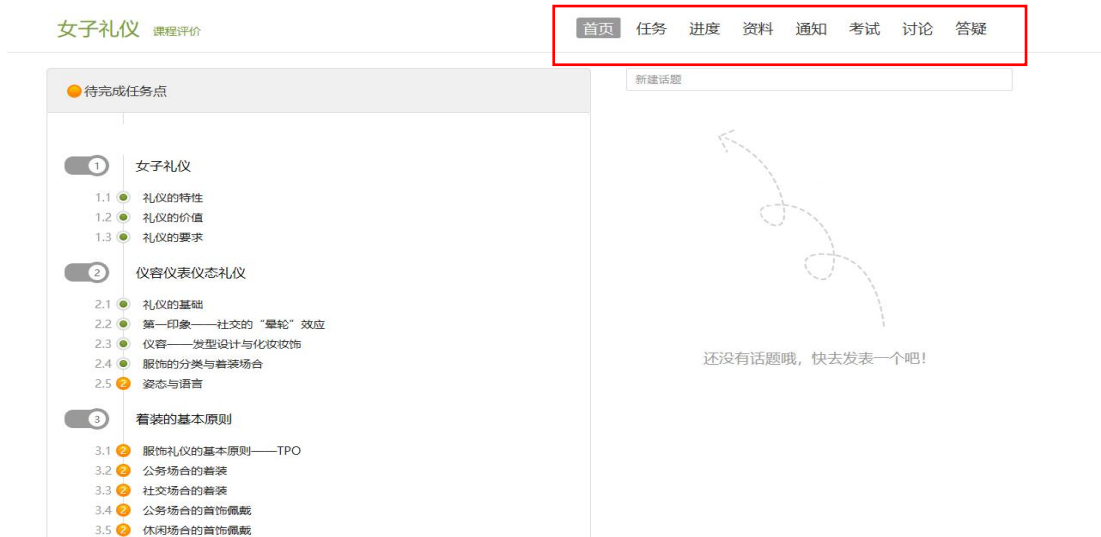 女子礼仪 课程评价
首页 任务 进度 资料 通知 考试 讨论 答疑
待完成任务点
1 女子礼仪
1.1 礼仪的特性
1.2 礼仪的价值
1.3 礼仪的要求
2 仪容仪表仪态礼仪
2.1 礼仪的基础
2.2 第一印象——社交的“晕轮”效应
2.3 仪容——发型设计与化妆妆饰
2.4 服饰的分类与着装场合
2.5 2 姿态与语言
3 着装的基本原则
3.1 2 服饰礼仪的基本原则——TPO
3.2 2 公务场合的着装
3.3 2 社交场合的着装
3.4 2 公务场合的首饰佩戴
3.5 2 休闲场合的首饰佩戴
新建话题
还没有话题哦，快去发表一个吧！